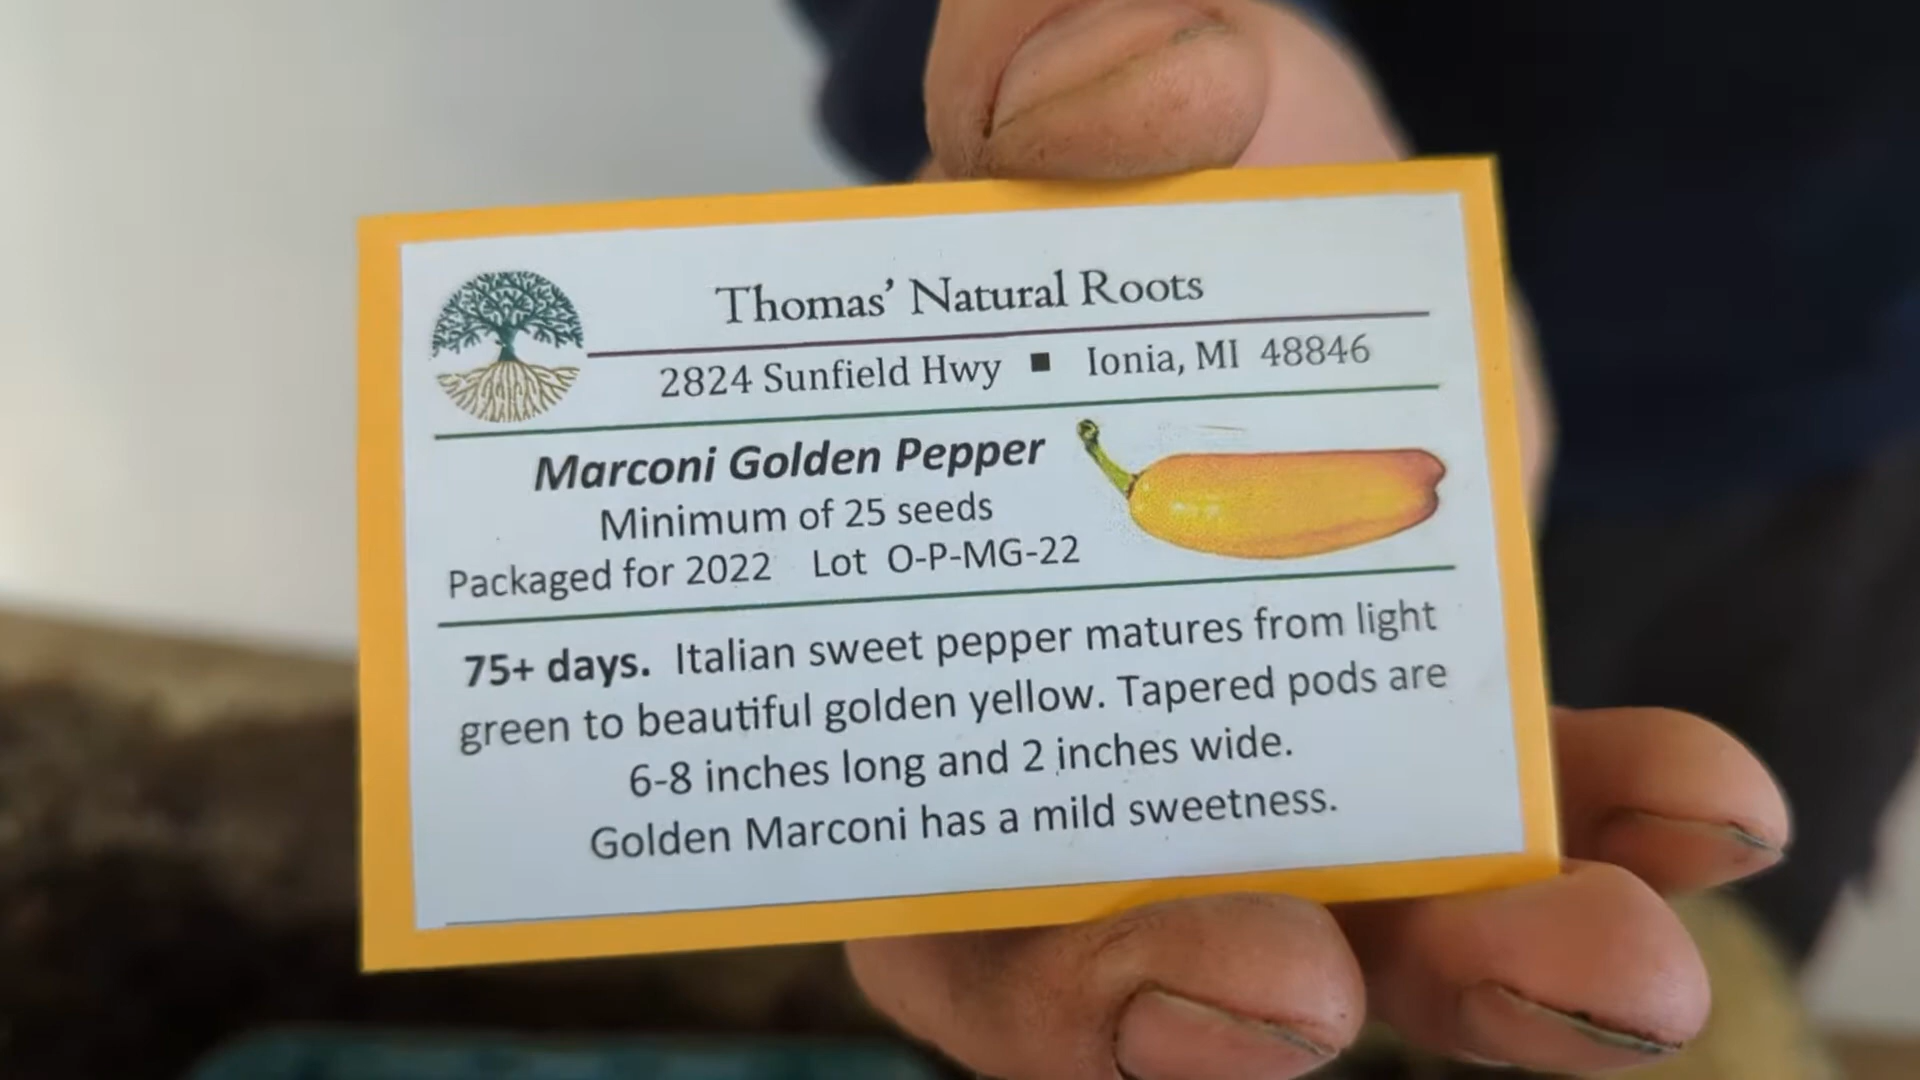 Thomas’ Natural Roots
2824 Sunfield Hwy ▪ Ionia, MI 48846
Marconi Golden Pepper
Minimum of 25 seeds
Packaged for 2022 Lot O-P-MG-22
75+ days. Italian sweet pepper matures from light
green to beautiful golden yellow. Tapered pods are
6-8 inches long and 2 inches wide.
Golden Marconi has a mild sweetness.